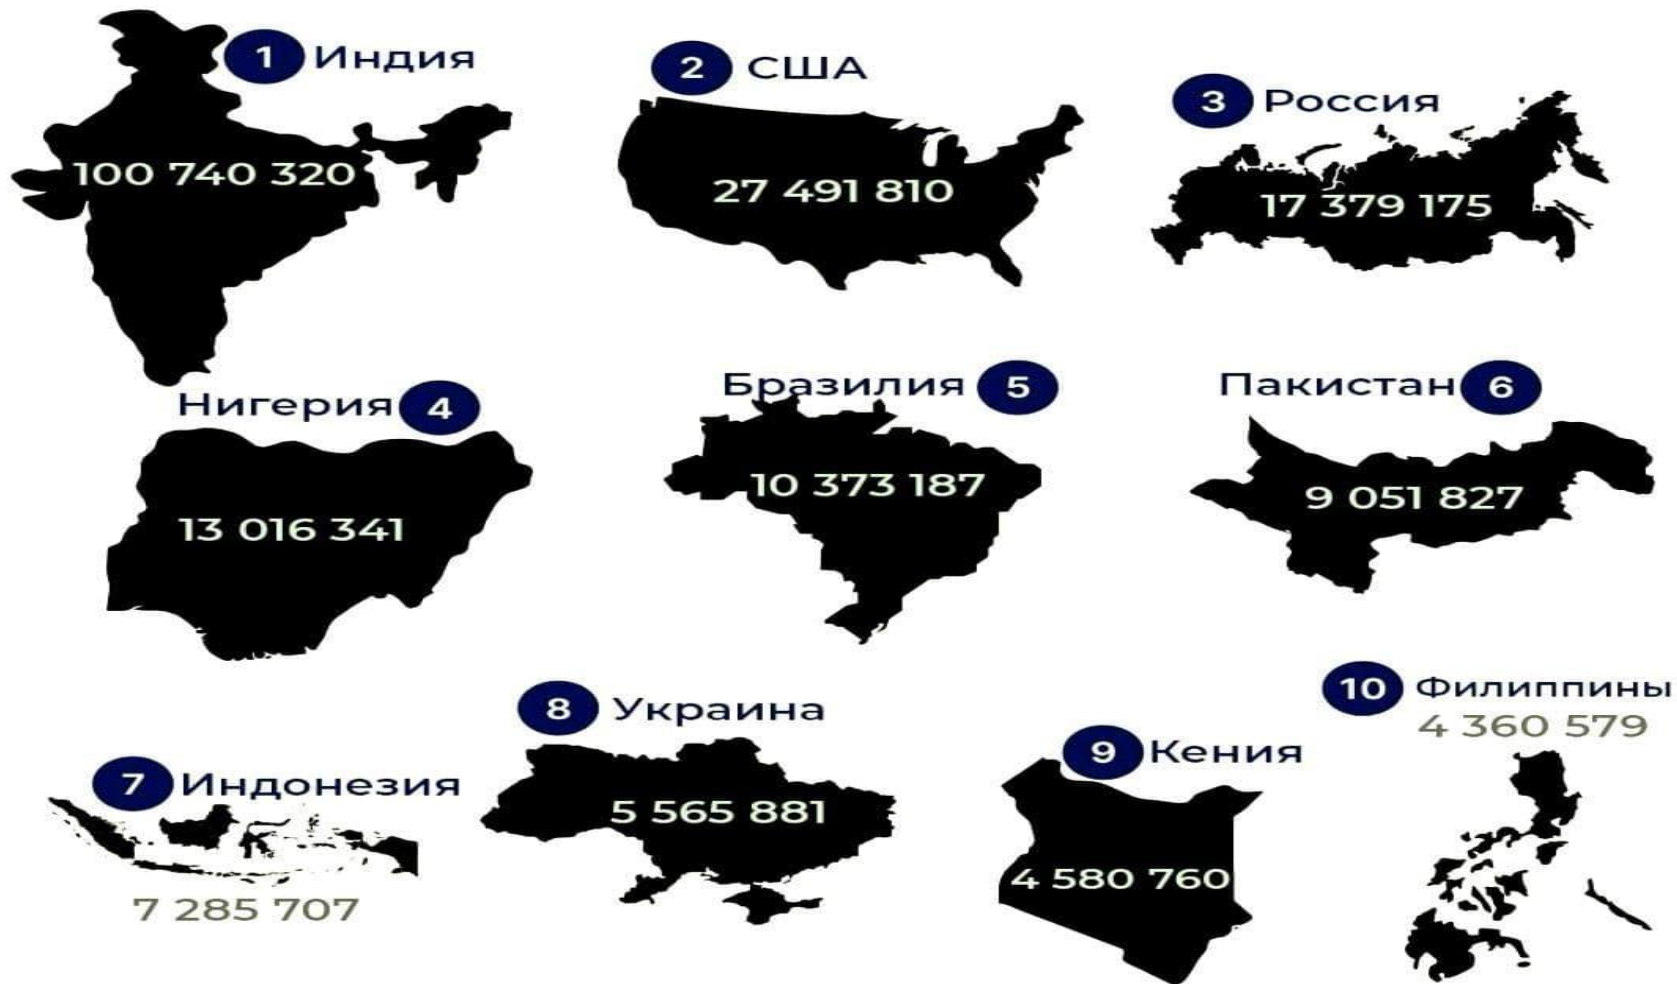 1 Индия
100 740 320
2 США
27 491 810
3 Россия
17 379 175
Нигерия 4
13 016 341
Бразилия 5
10 373 187
Пакистан 6
9 051 827
7 Индонезия
7 285 707
8 Украина
5 565 881
9 Кения
4 580 760
10 Филиппины
4 360 579